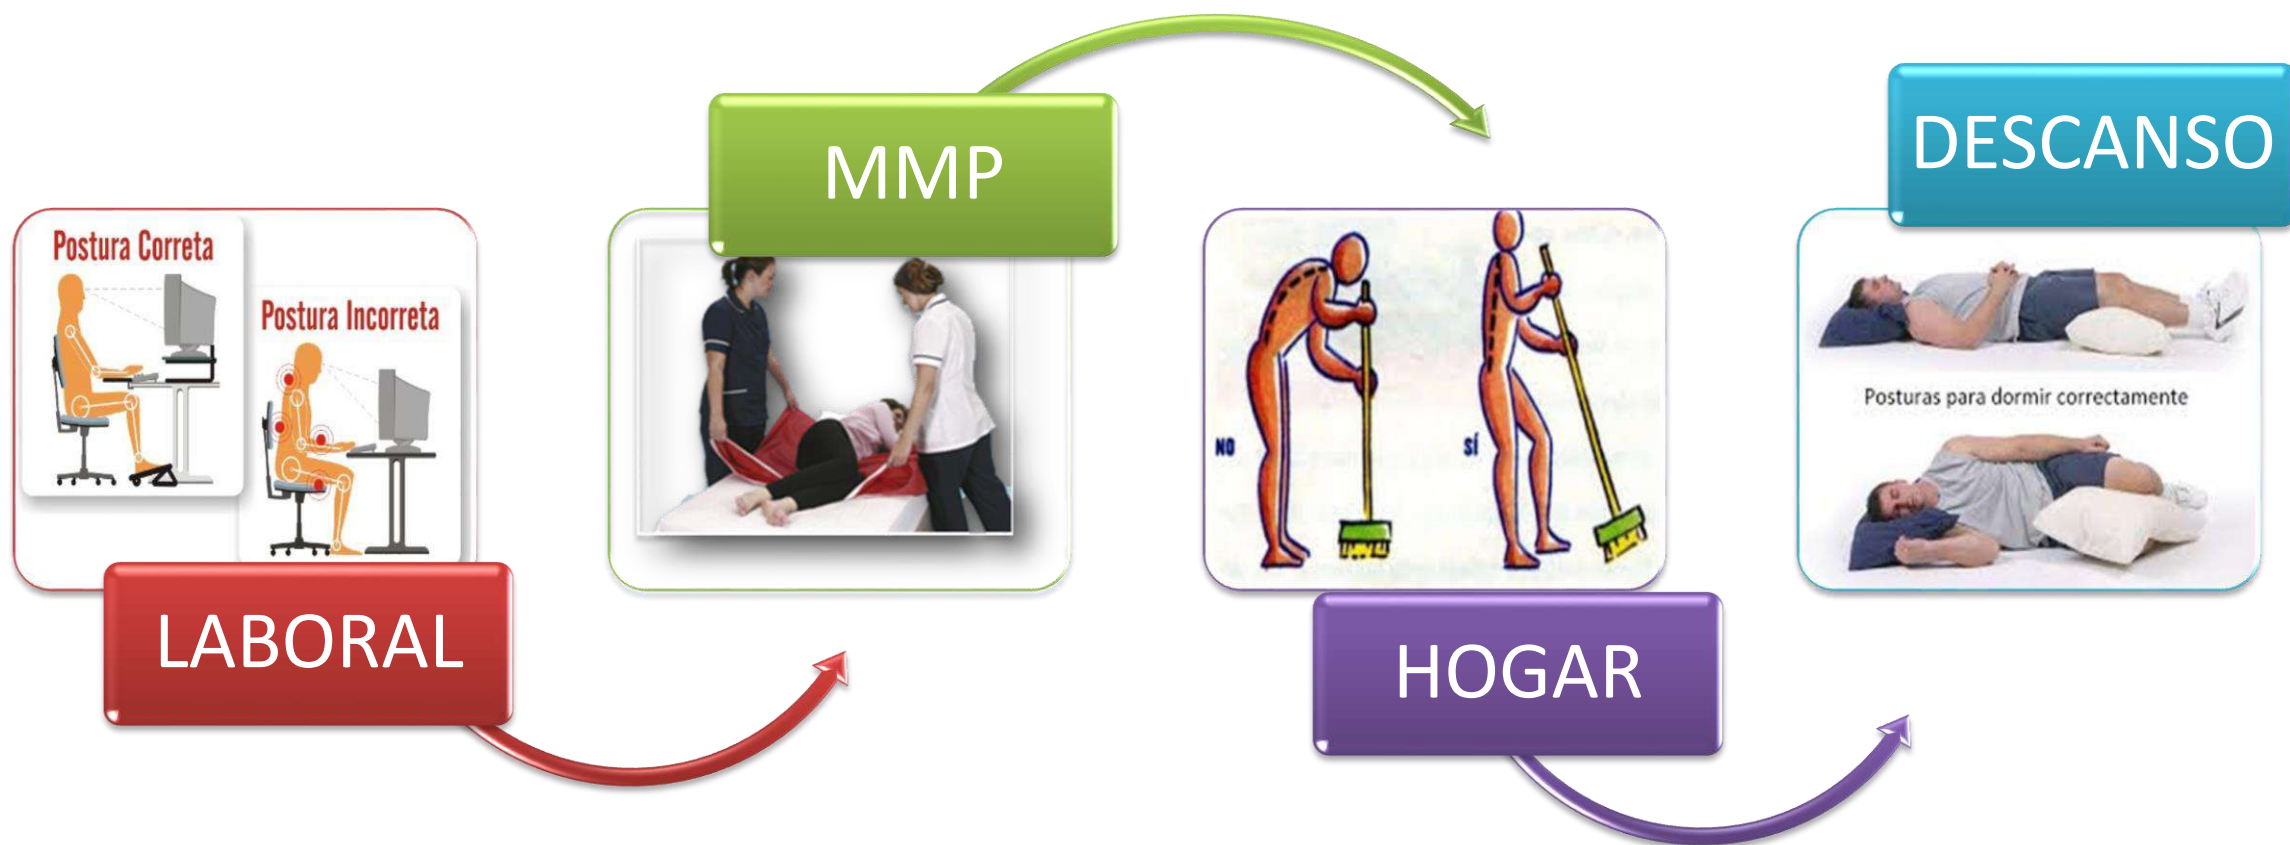 Postura Correta
Postura Incorreta
LABORAL
MMP
NO
SÍ
HOGAR
DESCANSO
Posturas para dormir correctamente